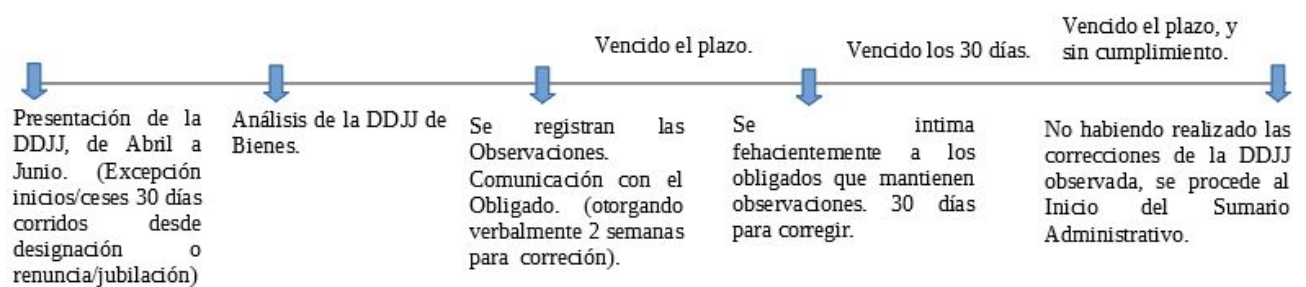 Vencido el plazo.
Vencido los 30 días.
Vencido el plazo, y
sin cumplimiento.
Presentación de la
DDJJ, de Abril a
Junio. (Excepción
inicios/ceses 30 días
corridos desde
designación o
renuncia/jubilación)
Análisis de la DDJJ de
Bienes.
Se registran las
Observaciones.
Comunicación con el
Obligado. (otorgando
verbalmente 2 semanas
para correción).
Se intima
fehacientemente a los
obligados que mantienen
observaciones. 30 días
para corregir.
No habiendo realizado las
correcciones de la DDJJ
observada, se procede al
Inicio del Sumario
Administrativo.